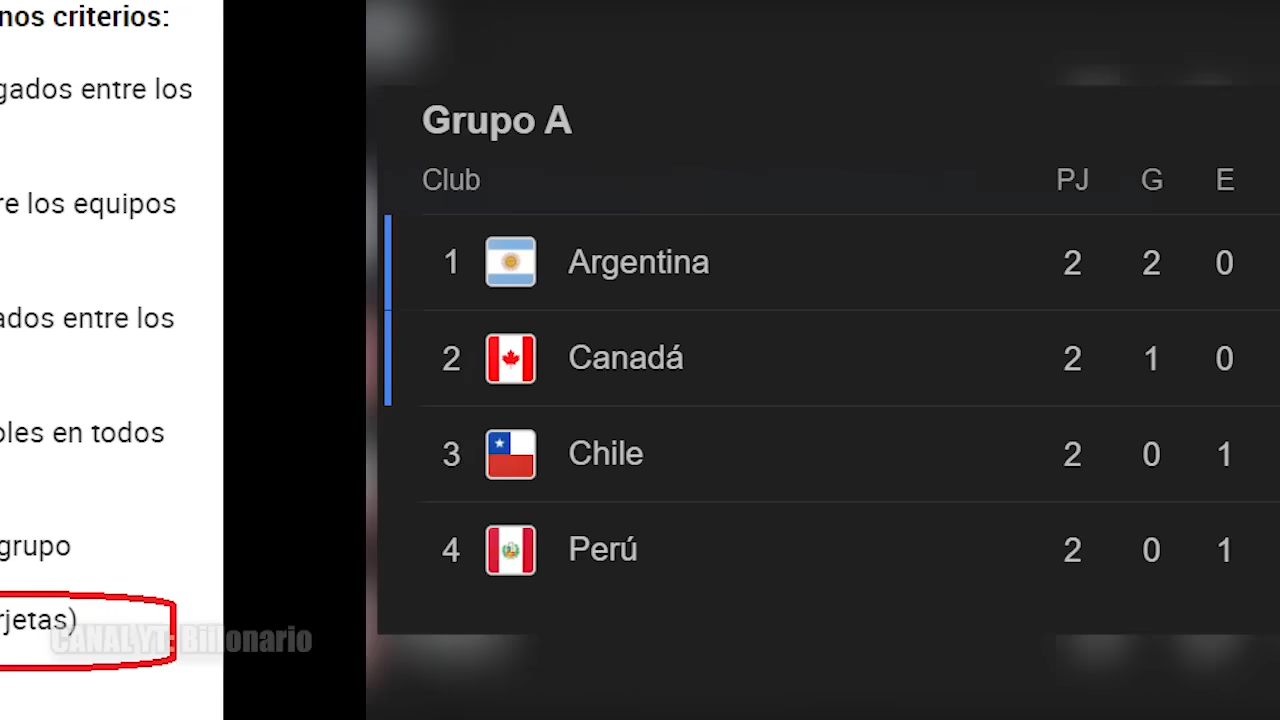 nos criterios:
gados entre los
re los equipos
ados entre los
oles en todos
grupo
rjetas)
CANAL YT: Biillonario
Grupo A
Club PJ G E
1 Argentina 2 2 0
2 Canadá 2 1 0
3 Chile 2 0 1
4 Perú 2 0 1